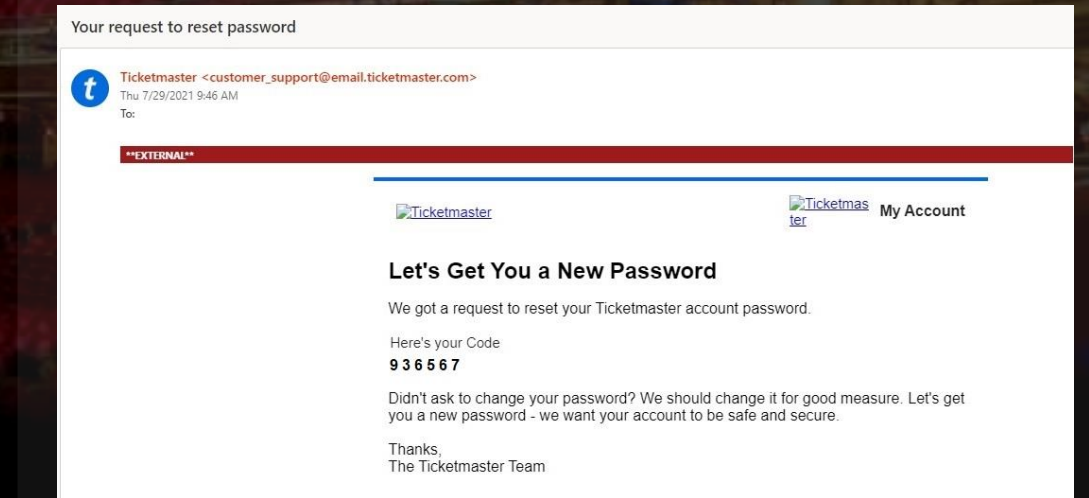 Your request to reset password
t
Ticketmaster <customer_support@email.ticketmaster.com>
Thu 7/29/2021 9:46 AM
To:
**EXTERNAL**
Ticketmaster
Ticketmas
ter
My Account
Let's Get You a New Password
We got a request to reset your Ticketmaster account password.
Here's your Code
936567
Didn't ask to change your password? We should change it for good measure. Let's get
you a new password - we want your account to be safe and secure.
Thanks,
The Ticketmaster Team